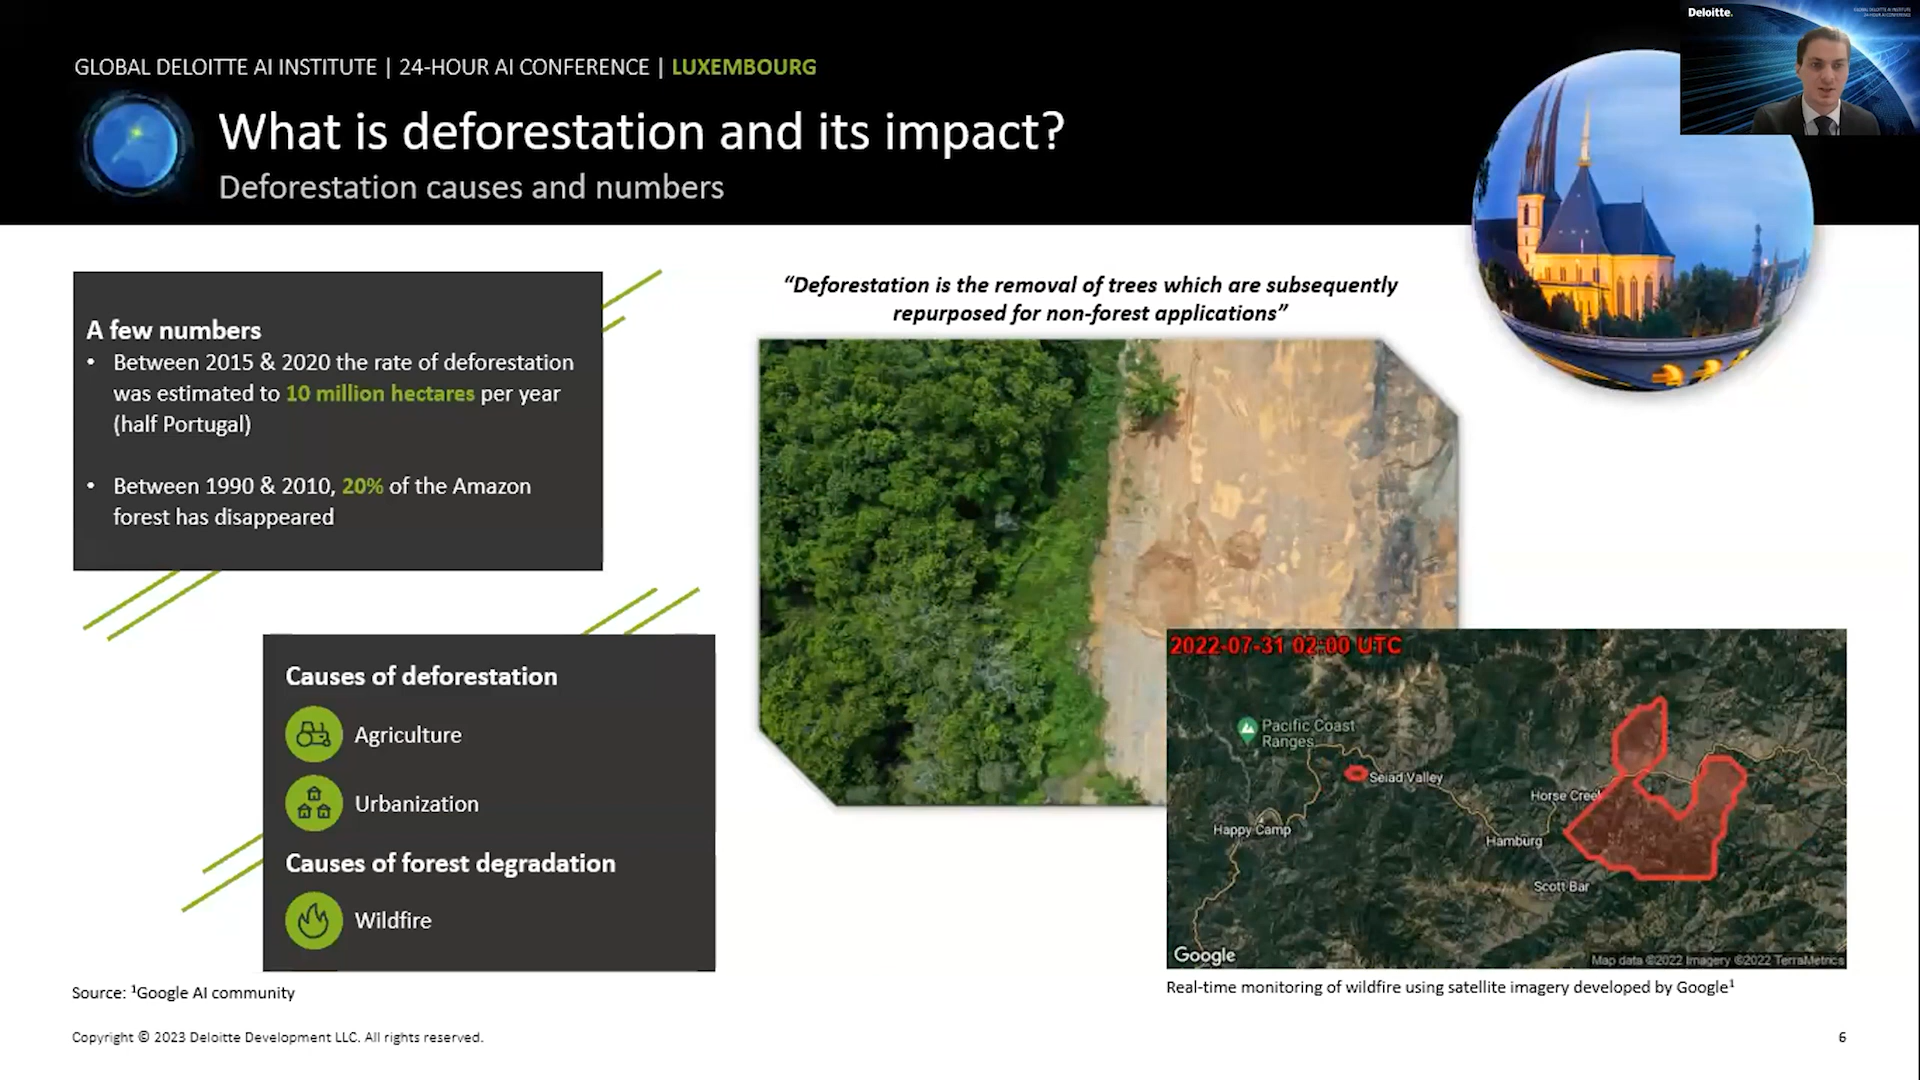 Deloitte.
GLOBAL DELOITTE AI INSTITUTE | 24-HOUR AI CONFERENCE | LUXEMBOURG
What is deforestation and its impact?
Deforestation causes and numbers
A few numbers
• Between 2015 & 2020 the rate of deforestation
was estimated to 10 million hectares per year
(half Portugal)
• Between 1990 & 2010, 20% of the Amazon
forest has disappeared
Causes of deforestation
Agriculture
Urbanization
Causes of forest degradation
Wildfire
“Deforestation is the removal of trees which are subsequently
repurposed for non-forest applications”
2022-07-31 02:00 UTC
Pacific Coast
Ranges
Seiad Valley
Horse Creek
Happy Camp
Hamburg
Scott Bar
Google
Map data ©2022 Imagery ©2022 TerraMetrics
Real-time monitoring of wildfire using satellite imagery developed by Google¹
Source: ¹Google AI community
Copyright © 2023 Deloitte Development LLC. All rights reserved.
6